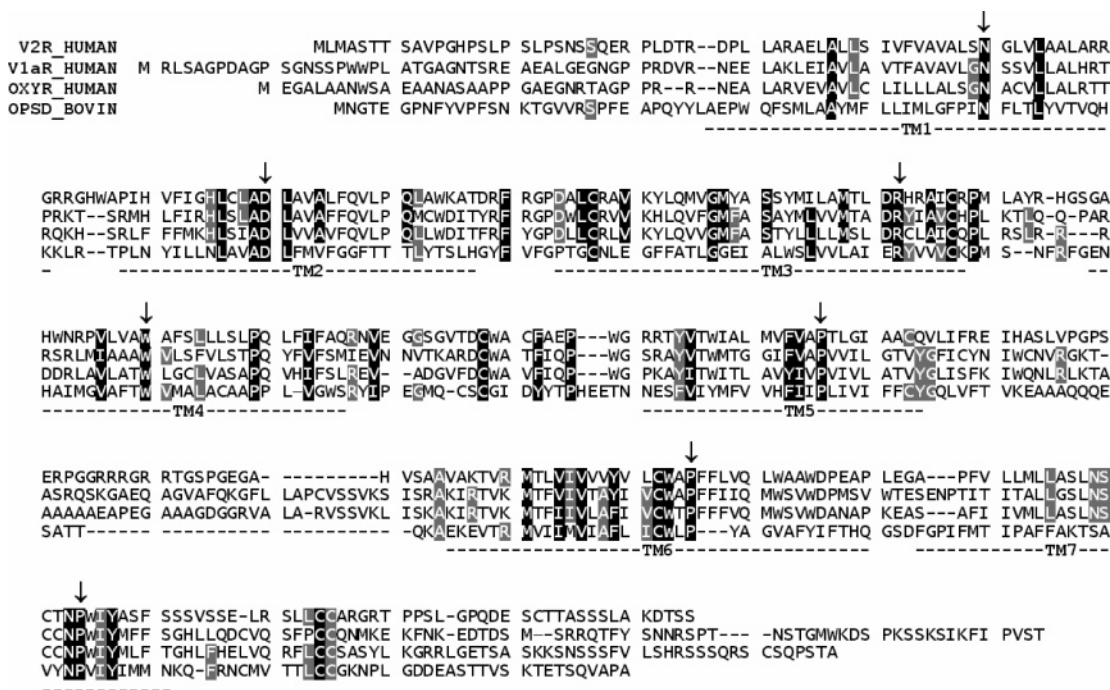 ↓
V2R_HUMAN MLMASTT SAVPGHPSLP SLPSNSSQER PLDTR--DPL LARAELALLS IVFVAVALSN GLVLAALARR
V1aR_HUMAN M RLSAGPDAGP SGNSSPWWPL ATGAGNTSRE AEALGEGNGP PRDVR--NEE LAKLEIAVLA VTFAVAVLGN SSVLLALHRT
OXYR_HUMAN M EGALAANWSA EAANASAAPP GAEGNRTAGP PR--R--NEA LARVEVAVLC LILLLALSGN ACVLLALRTT
OPSD_BOVIN MNGTE GPNFYVPFSN KTGVVRSPFE APQYYLAEPW QFSMLAAYMF LLIMLGFPIN FLTLYVTVQH
-----------------TM1----------------
↓ ↓
GRRGHWAPIH VFIGHLCLAD LAVALFQVLP QLAWKATDRF RGPDALCRAV KYLQMVGMYA SSYMILAMTL DRHRAICRPM LAYR-HGSGA
PRKT--SRMH LFIRHLSLAD LAVAFFQVLP QMCWDITYRF RGPDWLCRVV KHLQVFGMFA SAYMLVVMTA DRYIAVCHPL KTLQ-Q-PAR
RQKH--SRLF FFMKHLSIAD LVVAVFQVLP QLLWDITFRF YGPDLLCRLV KYLQVVGMFA STYLLLLMSL DRCLAICQPL RSLR--R---R
KKLR--TPLN YILLNLAVAD LFMVFGGFTT TLYTSLHGYF VFGPTGCNLE GFFATLGGEI ALWSLVVLAI ERYVVVCKPM S--NFRFGEN
- ---------------TM2-------------- ------------------TM3----------------- --
↓ ↓
HWNRPVLVAW AFSLLLSLPQ LFIFAQRNVE GGSGVTDCWA CFAEP---WG RRTYVTWIAL MVFVAPTLGI AACQVLIFRE IHASLVPGPS
RSRLMIAAAW VLSFVLSTPQ YFVFSMIEVN NVTKARDCWA TFIQP---WG SRAYVTWMTG GIFVAPVVIL GTVYGFICYN IWCNVRGKT-
DDRLAVLATW LGCLVASAPQ VHIFSLREV- -ADGVFDCWA VFIQP---WG PKAYITWITL AVYIVPVIVL ATVYGLISFK IWQNLRLKTA
HAIMGVAFTW VMALACAAPP L-VGWSRYIP EGMQ-CSCGI DYYTPHEETN NESFVIYMFV VHFIIPLIVI FFCYGQLVFT VKEAAAQQQE
-------------TM4-------------- --------------TM5------------
↓
ERPGGRRRGR RTGSPGEGA- ----------H VSAAVAKTVR MTLVIVVVYV LCWAPFFLVQ LWAAWDPEAP LEGA---PFV LLMLLASLNS
ASRQSKGAEQ AGVAFQKGFL LAPCVSSVKS ISRAKIRTVK MTFVIVTAYI VCWAPFFIIQ MWSVWDPMSV WTESENPTIT ITALLGSLNS
AAAAAEAPEG AAAGDGGRVA LA-RVSSVKL ISKAKIRTVK MTFIIVLAFI VCWTPFFFVQ MWSVWDANAP KEAS---AFI IVMLLASLNS
SATT------ ---------- ---------- --QKAEKEVTR MVIIMVIAFL ICWLP---YA GVAFYIFTHQ GSDFGPIFMT IPAFFAKTSA
------------------TM6------------------- ------------TM7---
↓
CTNPWIYASF SSSVSSE-LR SLLCCARGRT PPSL-GPQDE SCTTASSSLA KDTSS
CCNPWIYMFF SGHLLQDCVQ SFPCCQNMKE KFNK-EDTDS M--SRRQTFY SNNRSPT--- -NSTGMWKDS PKSSKSIKFI PVST
CCNPWIYMLF TGHLFHELVQ RFLCCSASYL KGRRLGETSA SKKSNSSSFV LSHRSSSQRS CSQPSTA
VYNPVIYIMM NKQ-FRNCMV TTLCCGKNPL GDDEASTTVS KTETSQVAPA
------------